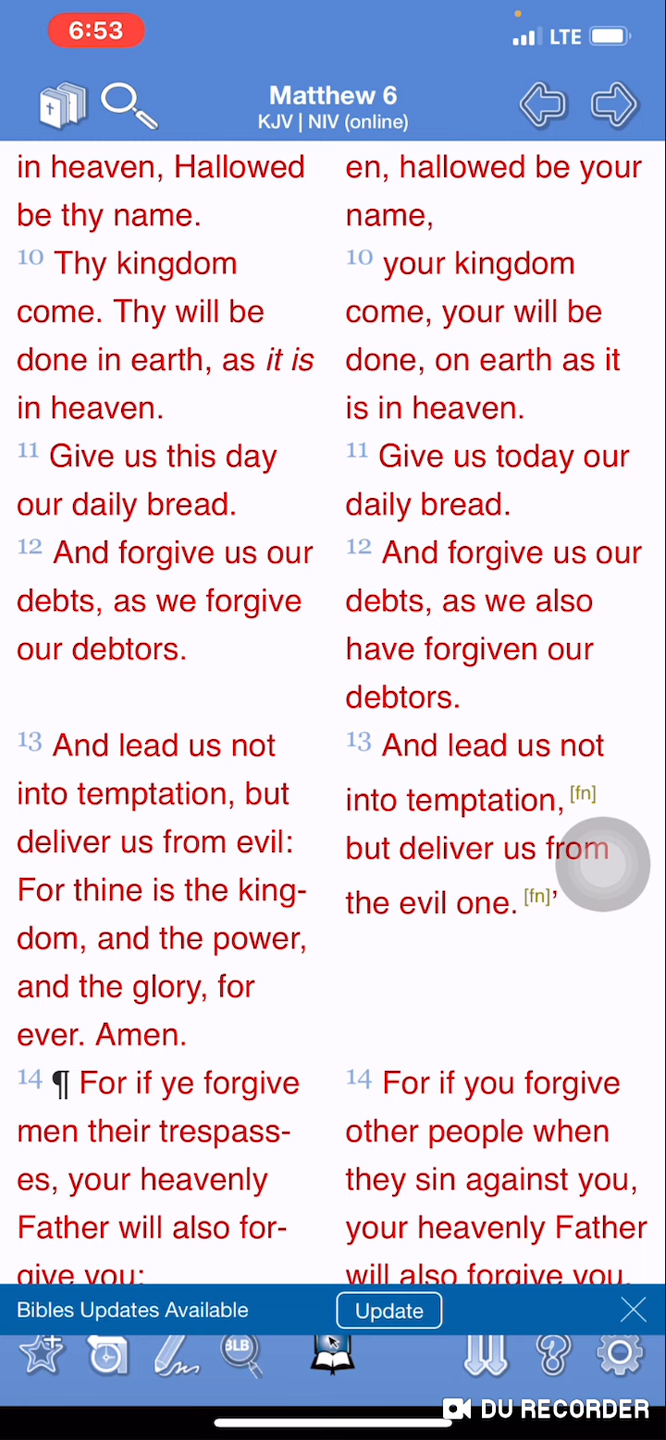 6:53
LTE
Matthew 6
KJV | NIV (online)
in heaven, Hallowed
be thy name.
10 Thy kingdom
come. Thy will be
done in earth, as it is
in heaven.
11 Give us this day
our daily bread.
12 And forgive us our
debts, as we forgive
our debtors.
13 And lead us not
into temptation, but
deliver us from evil:
For thine is the king-
dom, and the power,
and the glory, for
ever. Amen.
14 ¶ For if ye forgive
men their trespass-
es, your heavenly
Father will also for-
give you:
en, hallowed be your
name,
10 your kingdom
come, your will be
done, on earth as it
is in heaven.
11 Give us today our
daily bread.
12 And forgive us our
debts, as we also
have forgiven our
debtors.
13 And lead us not
into temptation, [fn]
but deliver us from
the evil one. [fn]’
14 For if you forgive
other people when
they sin against you,
your heavenly Father
will also forgive you.
Bibles Updates Available
Update
BLB
DU RECORDER